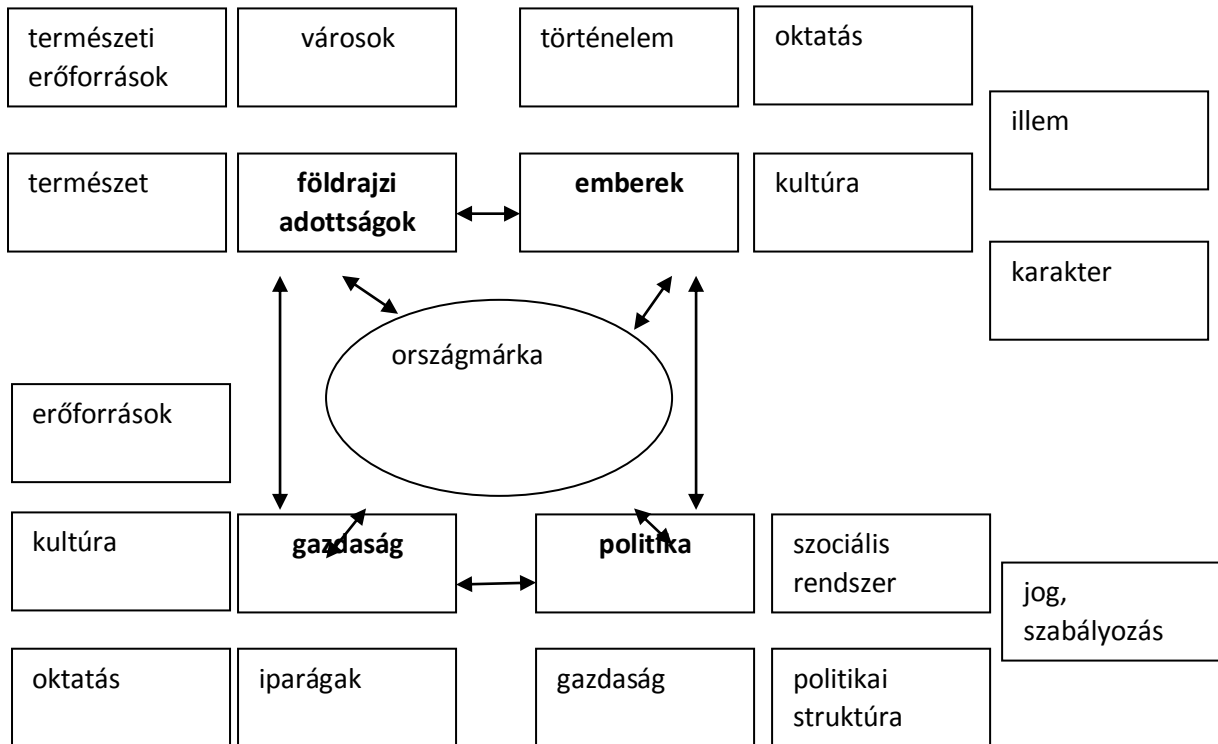 természeti
erőforrások
városok
történelem
oktatás
illem
természet
földrajzi
adottságok
emberek
kultúra
karakter
országmárka
erőforrások
kultúra
gazdaság
politika
szociális
rendszer
jog,
szabályozás
oktatás
iparágak
gazdaság
politikai
struktúra